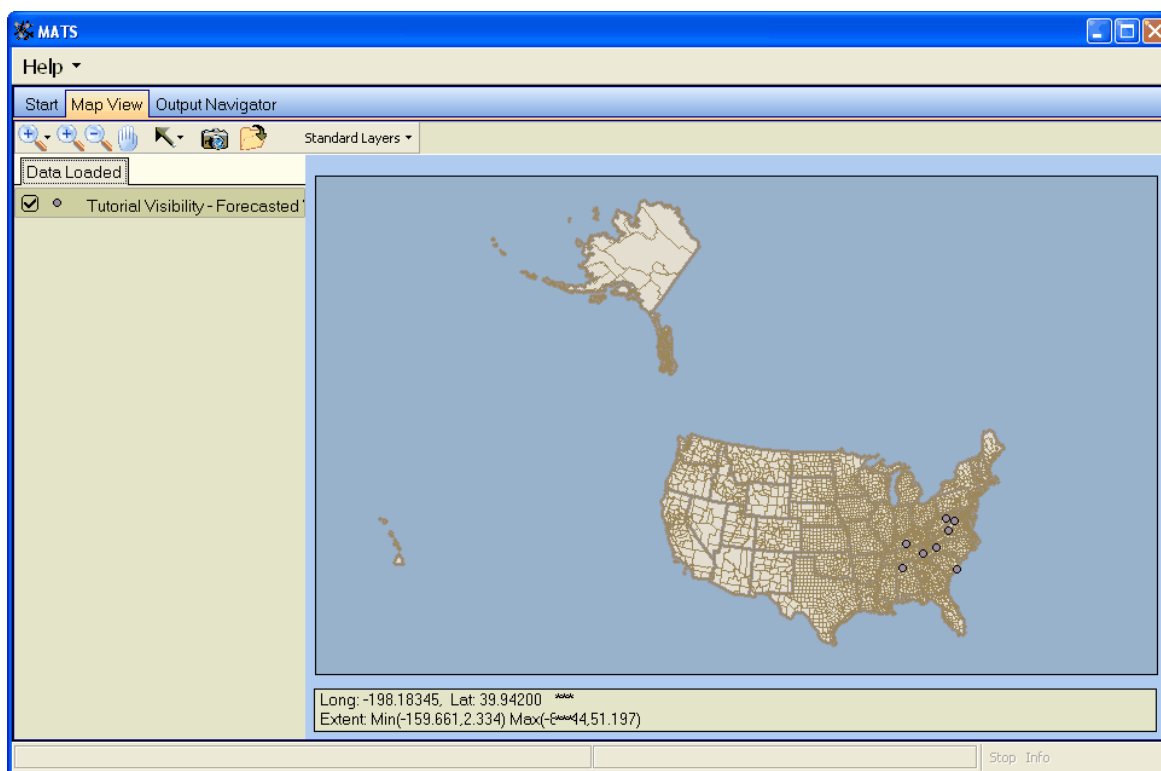 MATS
Help
Start Map View Output Navigator
Standard Layers
Data Loaded
Tutorial Visibility - Forecasted
Long: -198.18345, Lat: 39.94200 ****
Extent: Min(-159.661,2.334) Max(-8***44,51.197)
Stop Info